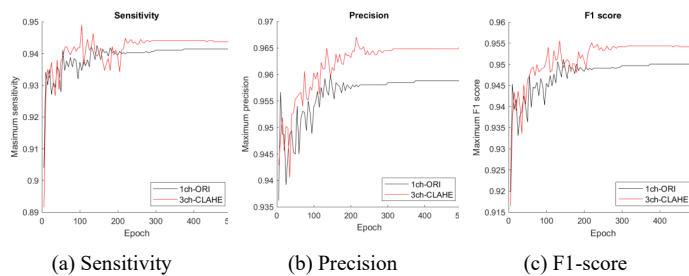 Sensitivity
Maximum sensitivity
0.95
0.94
0.93
0.92
0.91
0.9
0.89
0
100
200
300
400
5
Epoch
1ch-ORI
3ch-CLAHE
(a) Sensitivity
Precision
Maximum precision
0.97
0.965
0.96
0.955
0.95
0.945
0.94
0.935
0
100
200
300
400
5
Epoch
1ch-ORI
3ch-CLAHE
(b) Precision
F1 score
Maximum F1 score
0.96
0.955
0.95
0.945
0.94
0.935
0.93
0.925
0.92
0.915
0
100
200
300
400
Epoch
1ch-ORI
3ch-CLAHE
(c) F1-score